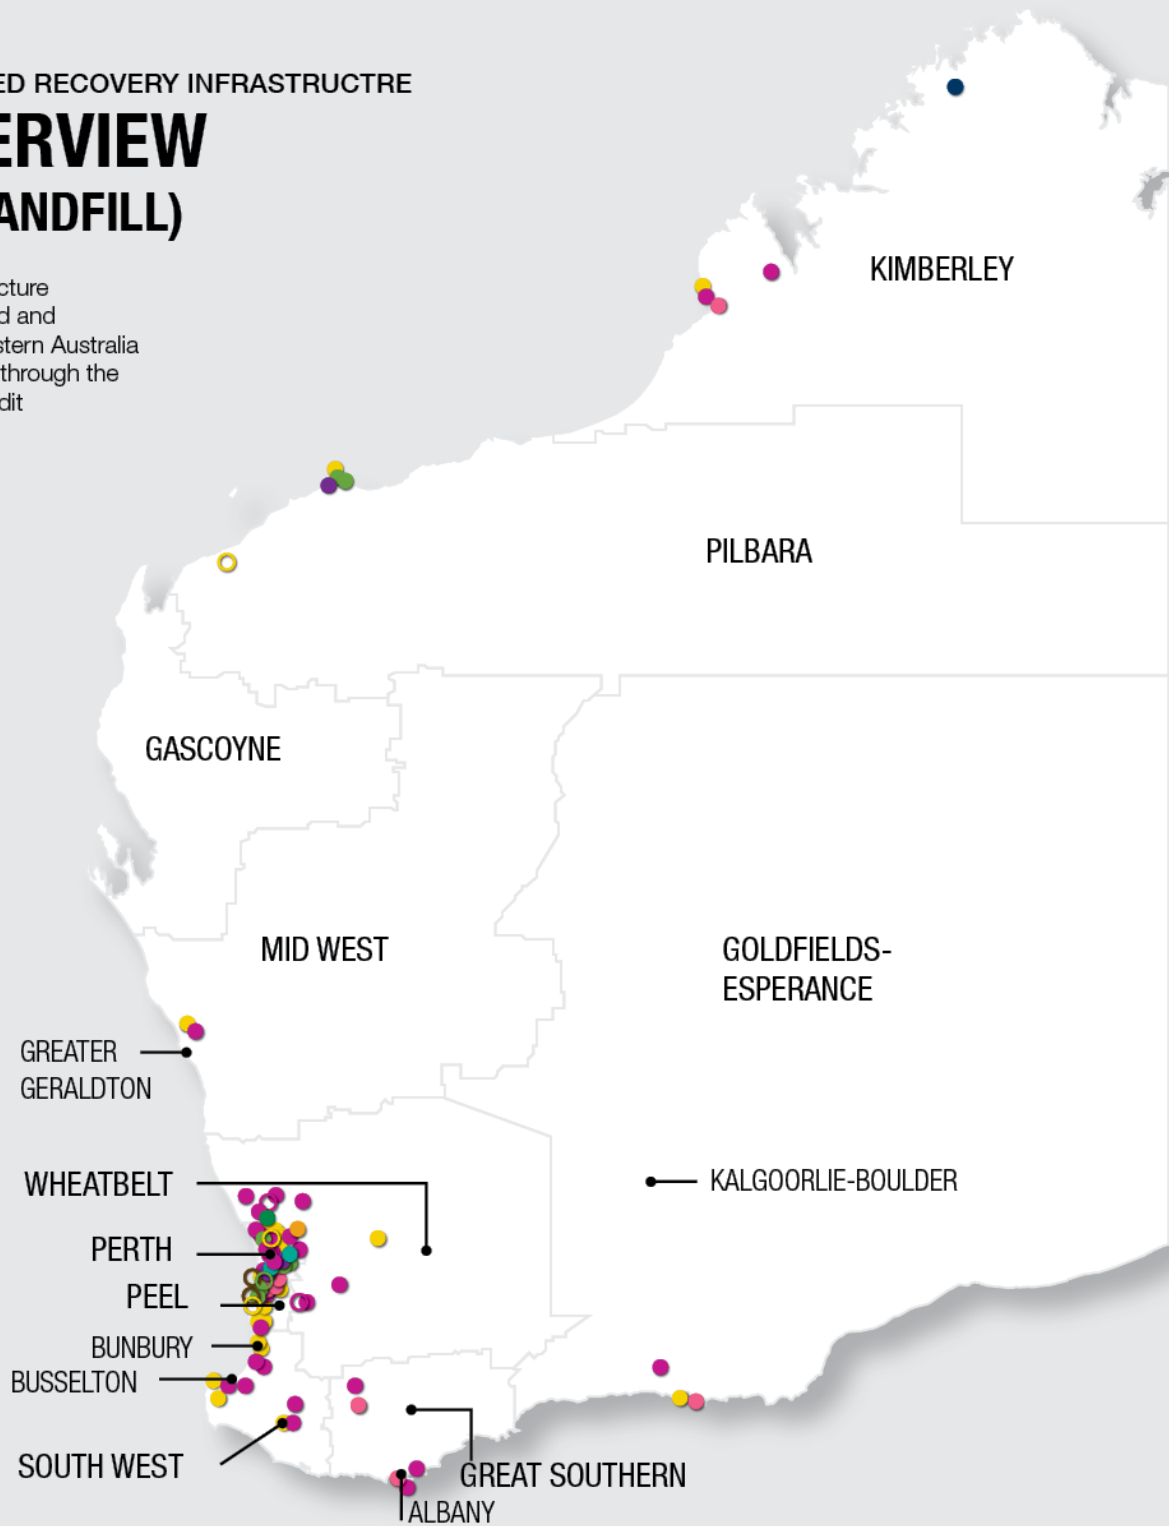 ED RECOVERY INFRASTRUCTRE
ERVIEW
ANDFILL)
cture
d and
stern Australia
through the
dit
KIMBERLEY
PILBARA
GASCOYNE
MID WEST
GOLDFIELDS-
ESPERANCE
GREATER
GERALDTON
WHEATBELT
KALGOORLIE-BOULDER
PERTH
PEEL
BUNBURY
BUSSELTON
SOUTH WEST
GREAT SOUTHERN
ALBANY